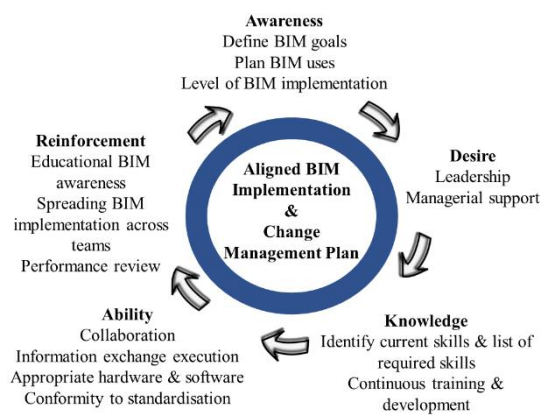 Awareness
Define BIM goals
Plan BIM uses
Level of BIM implementation
Desire
Leadership
Managerial support
Knowledge
Identify current skills & list of
required skills
Continuous training &
development
Ability
Collaboration
Information exchange execution
Appropriate hardware & software
Conformity to standardisation
Reinforcement
Educational BIM
awareness
Spreading BIM
implementation across
teams
Performance review
Aligned BIM
Implementation
&
Change
Management Plan